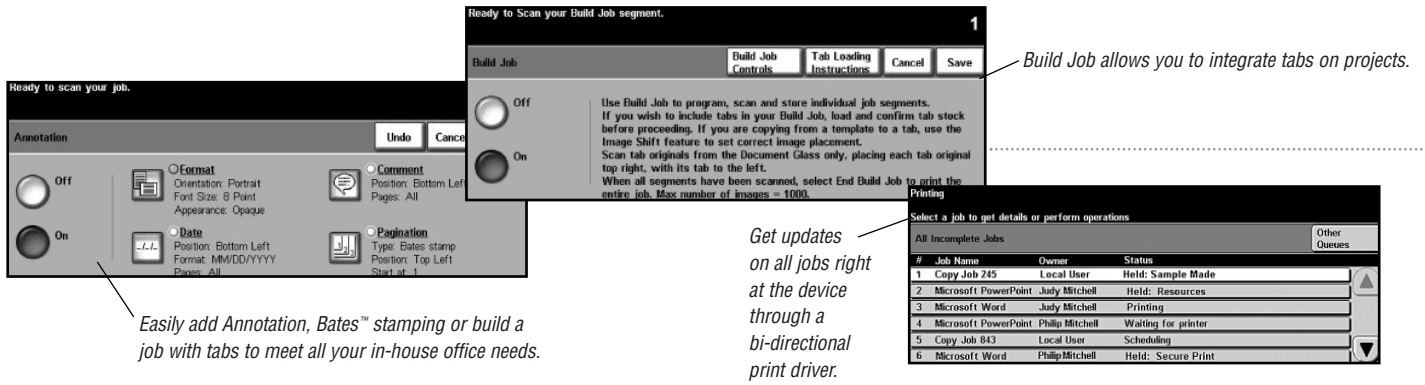 Ready to Scan your Build Job segment.
1
Build Job
Build Job Controls
Tab Loading Instructions
Cancel
Save
Off
On
Use Build Job to program, scan and store individual job segments.
If you wish to include tabs in your Build Job, load and confirm tab stock
before proceeding. If you are copying from a template to a tab, use the
Image Shift feature to set correct image placement.
Scan tab originals from the Document Glass only, placing each tab original
top right, with its tab to the left.
When all segments have been scanned, select End Build Job to print the
entire job. Max number of images = 1000.
Build Job allows you to integrate tabs on projects.
Ready to scan your job.
Annotation
Undo
Cance
Off
On
Format
Orientation: Portrait
Font Size: 8 Point
Appearance: Opaque
Comment
Position: Bottom Left
Pages: All
Date
Position: Bottom Left
Format: MM/DD/YYYY
Pages: All
Pagination
Type: Bates stamp
Position: Top Left
Start at: 1
Easily add Annotation, Bates™ stamping or build a
job with tabs to meet all your in-house office needs.
Get updates
on all jobs right
at the device
through a
bi-directional
print driver.
Printing
Select a job to get details or perform operations
All Incomplete Jobs
Other Queues
# Job Name Owner Status
1 Copy Job 245 Local User Held: Sample Made
2 Microsoft PowerPoint Judy Mitchell Held: Resources
3 Microsoft Word Judy Mitchell Printing
4 Microsoft PowerPoint Philip Mitchell Waiting for printer
5 Copy Job 843 Local User Scheduling
6 Microsoft Word Philip Mitchell Held: Secure Print